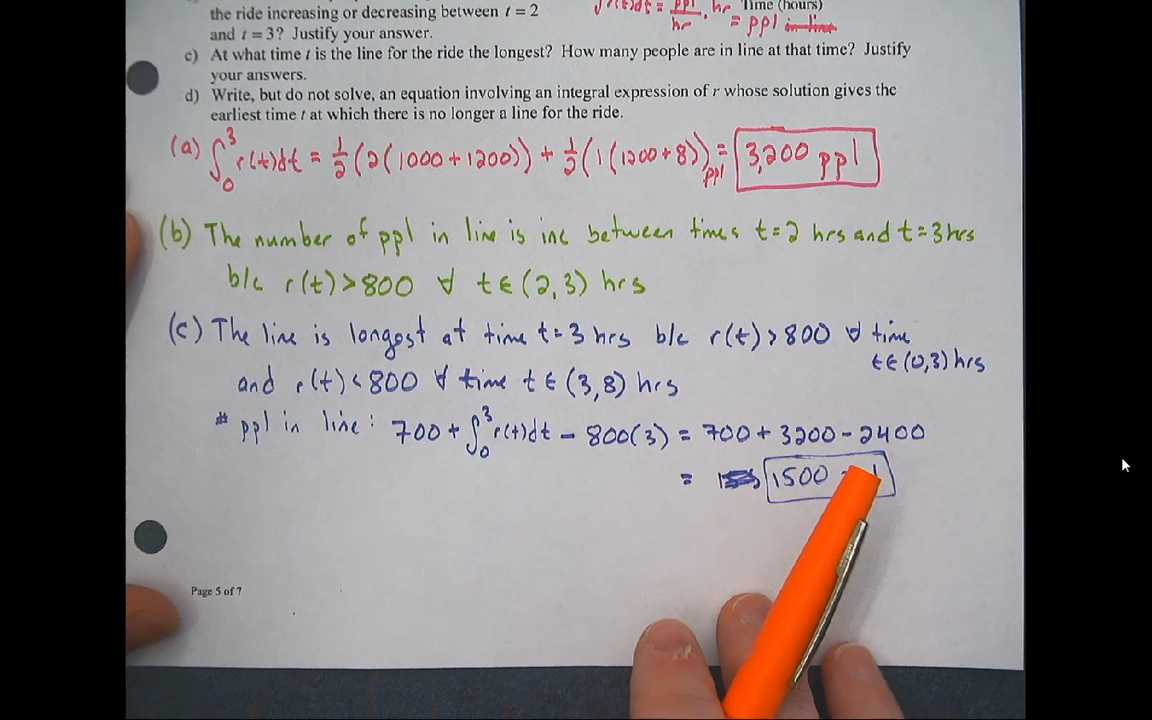 the ride increasing or decreasing between t = 2
and t = 3? Justify your answer.
∫r(t)dt = ppl/hr · hr
Time (hours)
= ppl
c) At what time t is the line for the ride the longest? How many people are in line at that time? Justify
your answers.
d) Write, but do not solve, an equation involving an integral expression of r whose solution gives the
earliest time t at which there is no longer a line for the ride.
(a) ∫₀³ r(t)dt = ½(2(1000+1200)) + ½(1(1200+8)) ppl = 3,200 ppl
(b) The number of ppl in line is inc between times t=2 hrs and t=3 hrs
b/c r(t)>800 ∀ t∈(2,3) hrs
(c) The line is longest at time t=3 hrs b/c r(t)>800 ∀ time
t∈(0,3) hrs
and r(t)<800 ∀ time t∈(3,8) hrs
# ppl in line: 700 + ∫₀³ r(t)dt - 800(3) = 700 + 3200 - 2400
= 1500
Page 5 of 7